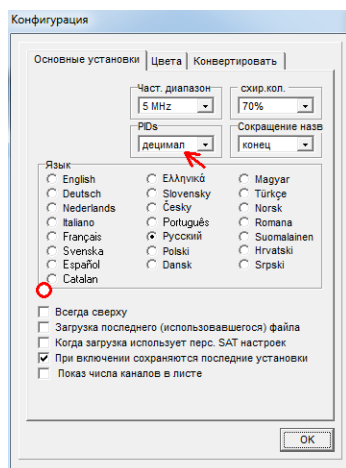 Конфигурация
Основные установки Цвета Конвертировать
Част. диапазон схир.кол.
5 MHz 70%
PIDs Сокращение назв
децимал конец
Язык
English Ελληνικά Magyar
Deutsch Slovensky Türkçe
Nederlands Česky Norsk
Italiano Português Romana
Français Русский Suomalainen
Svenska Polski Hrvatski
Español Dansk Srpski
Catalan
Всегда сверху
Загрузка последнего (использовавшегося) файла
Когда загрузка использует перс. SAT настроек
При включении сохраняются последние установки
Показ числа каналов в листе
OK